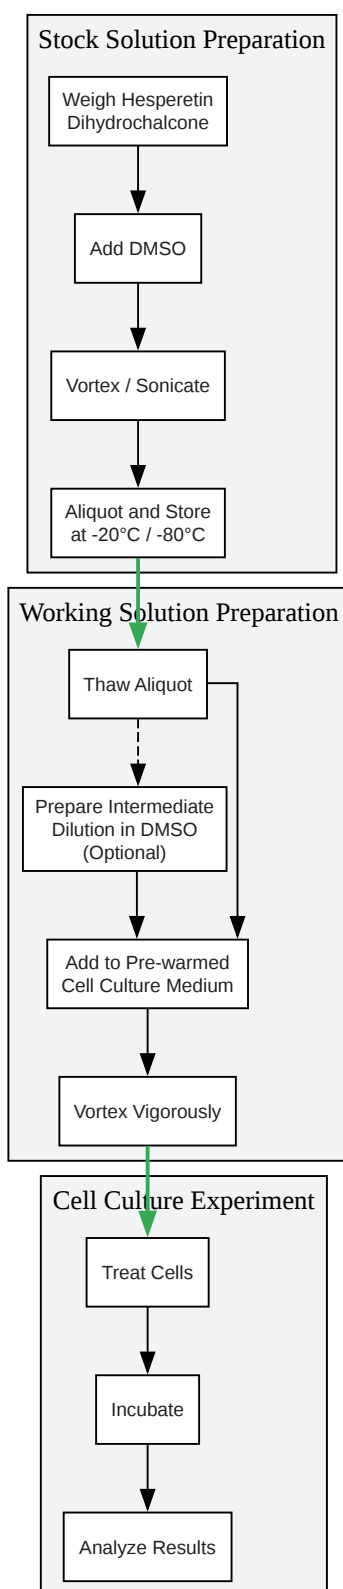 Stock Solution Preparation
Weigh Hesperetin
Dihydrochalcone
Add DMSO
Vortex / Sonicate
Aliquot and Store
at -20°C / -80°C
Working Solution Preparation
Thaw Aliquot
Prepare Intermediate
Dilution in DMSO
(Optional)
Add to Pre-warmed
Cell Culture Medium
Vortex Vigorously
Cell Culture Experiment
Treat Cells
Incubate
Analyze Results